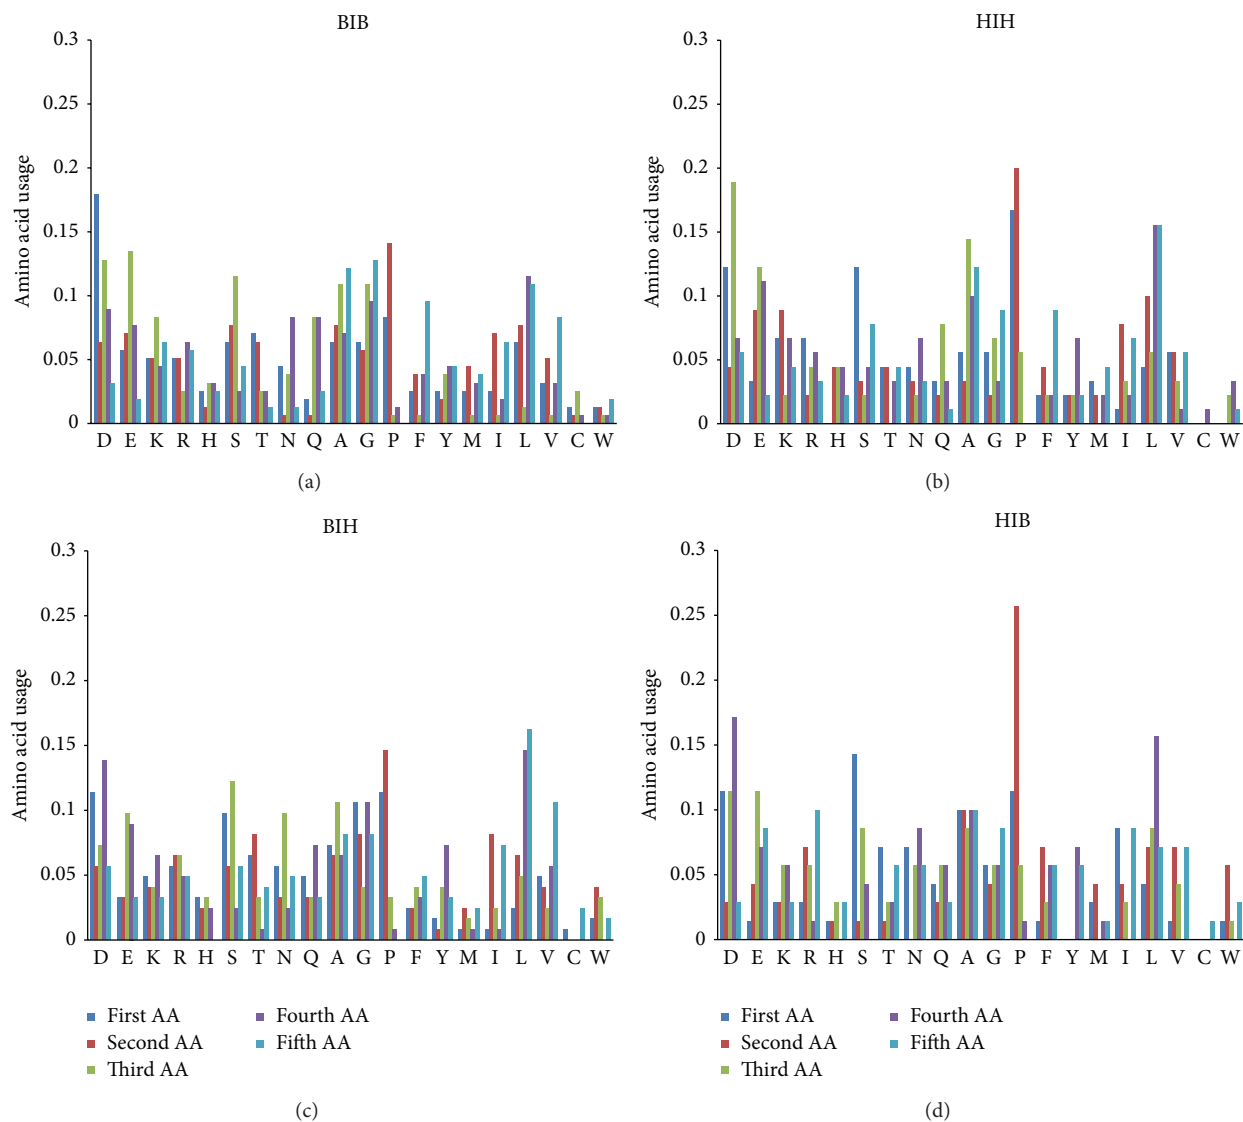 BIB
0.3
0.25
0.2
0.15
0.1
0.05
0
Amino acid usage
D E K R H S T N Q A G P F Y M I L V C W
(a)
HIH
0.3
0.25
0.2
0.15
0.1
0.05
0
Amino acid usage
D E K R H S T N Q A G P F Y M I L V C W
(b)
BIH
0.3
0.25
0.2
0.15
0.1
0.05
0
Amino acid usage
D E K R H S T N Q A G P F Y M I L V C W
First AA
Second AA
Third AA
Fourth AA
Fifth AA
(c)
HIB
0.3
0.25
0.2
0.15
0.1
0.05
0
Amino acid usage
D E K R H S T N Q A G P F Y M I L V C W
First AA
Second AA
Third AA
Fourth AA
Fifth AA
(d)